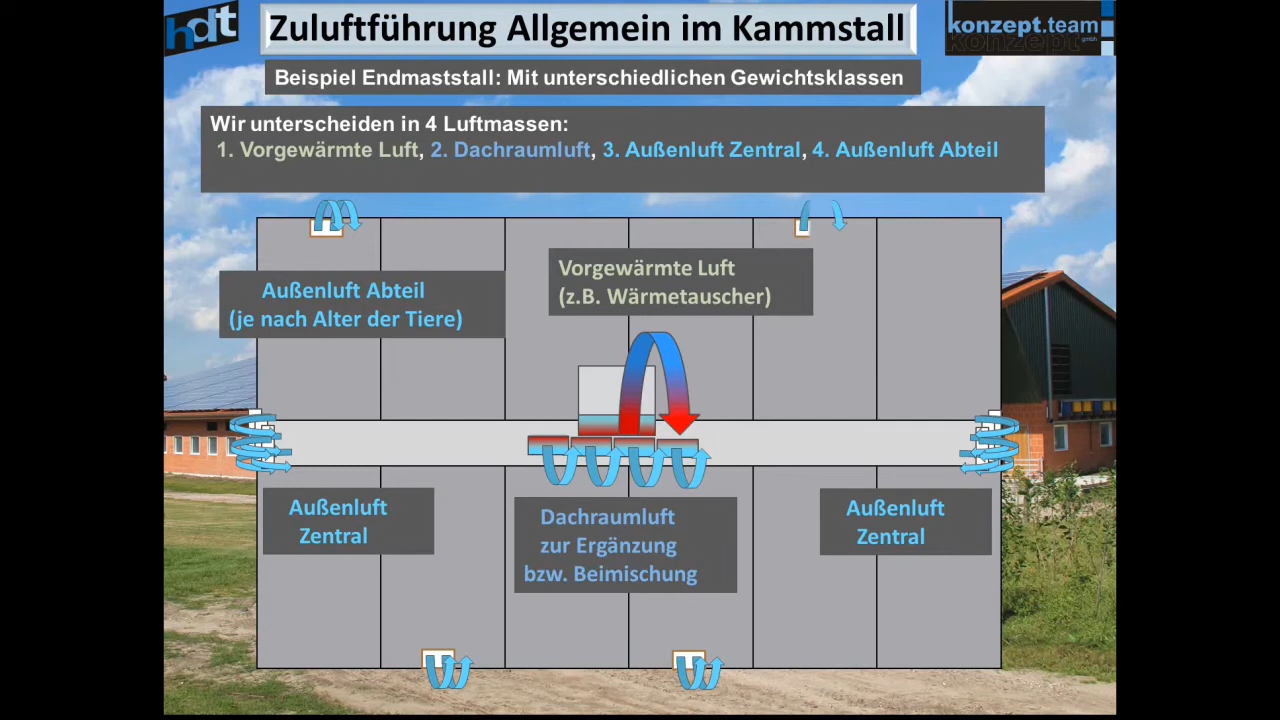 hdt
Zuluftführung Allgemein im Kammstall
konzept.team
konzept
gmbh
Beispiel Endmaststall: Mit unterschiedlichen Gewichtsklassen
Wir unterscheiden in 4 Luftmassen:
1. Vorgewärmte Luft, 2. Dachraumluft, 3. Außenluft Zentral, 4. Außenluft Abteil
Vorgewärmte Luft
(z.B. Wärmetauscher)
Außenluft Abteil
(je nach Alter der Tiere)
Außenluft
Zentral
Dachraumluft
zur Ergänzung
bzw. Beimischung
Außenluft
Zentral